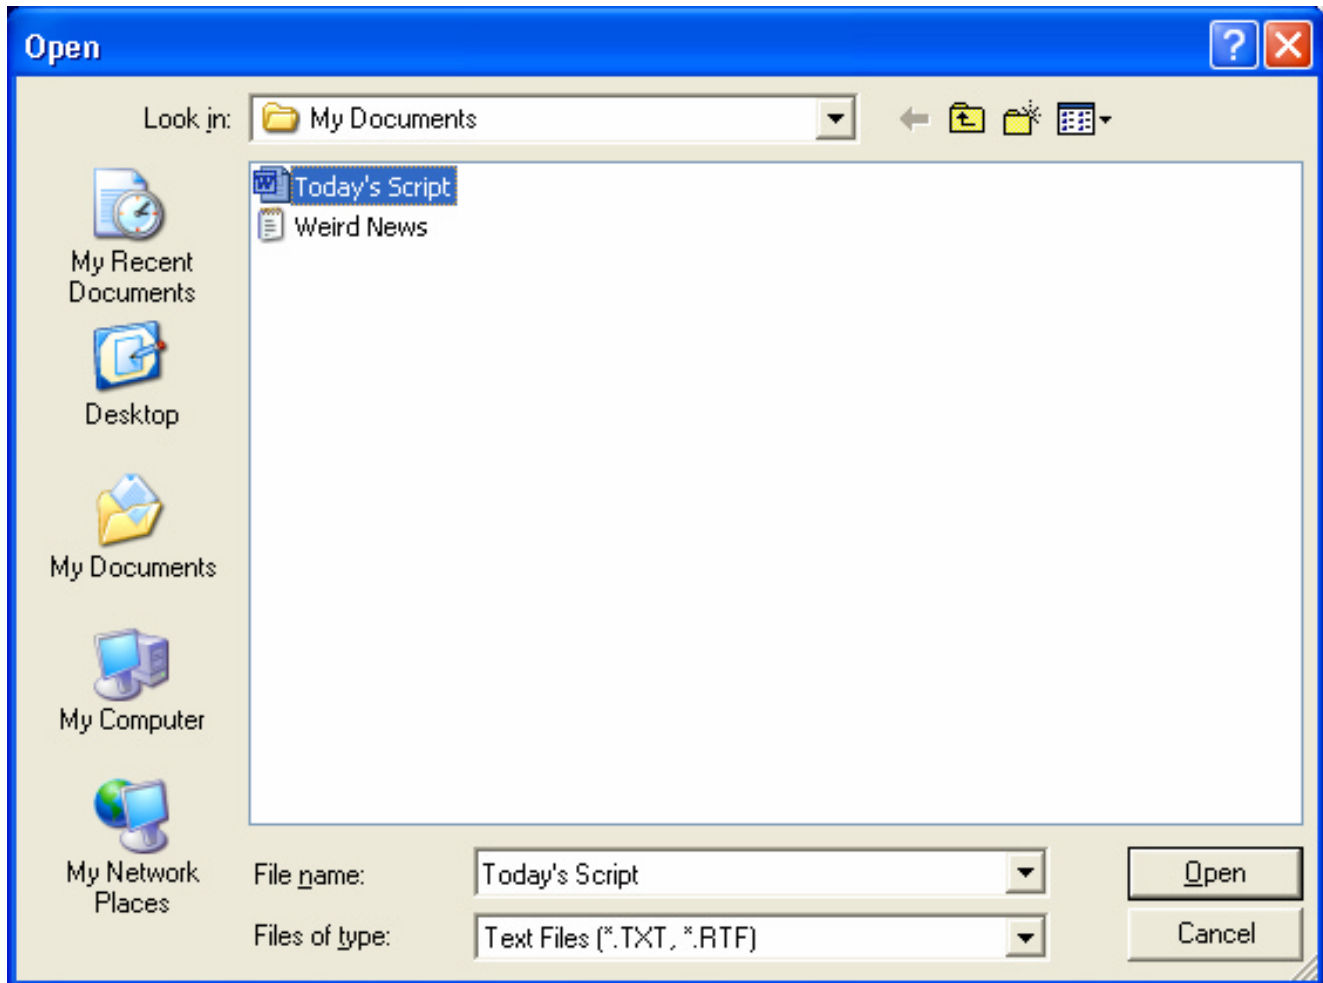 Open
Look in:
My Documents
Today's Script
Weird News
My Recent
Documents
Desktop
My Documents
My Computer
My Network
Places
File name:
Today's Script
Open
Files of type:
Text Files (*.TXT, *.RTF)
Cancel